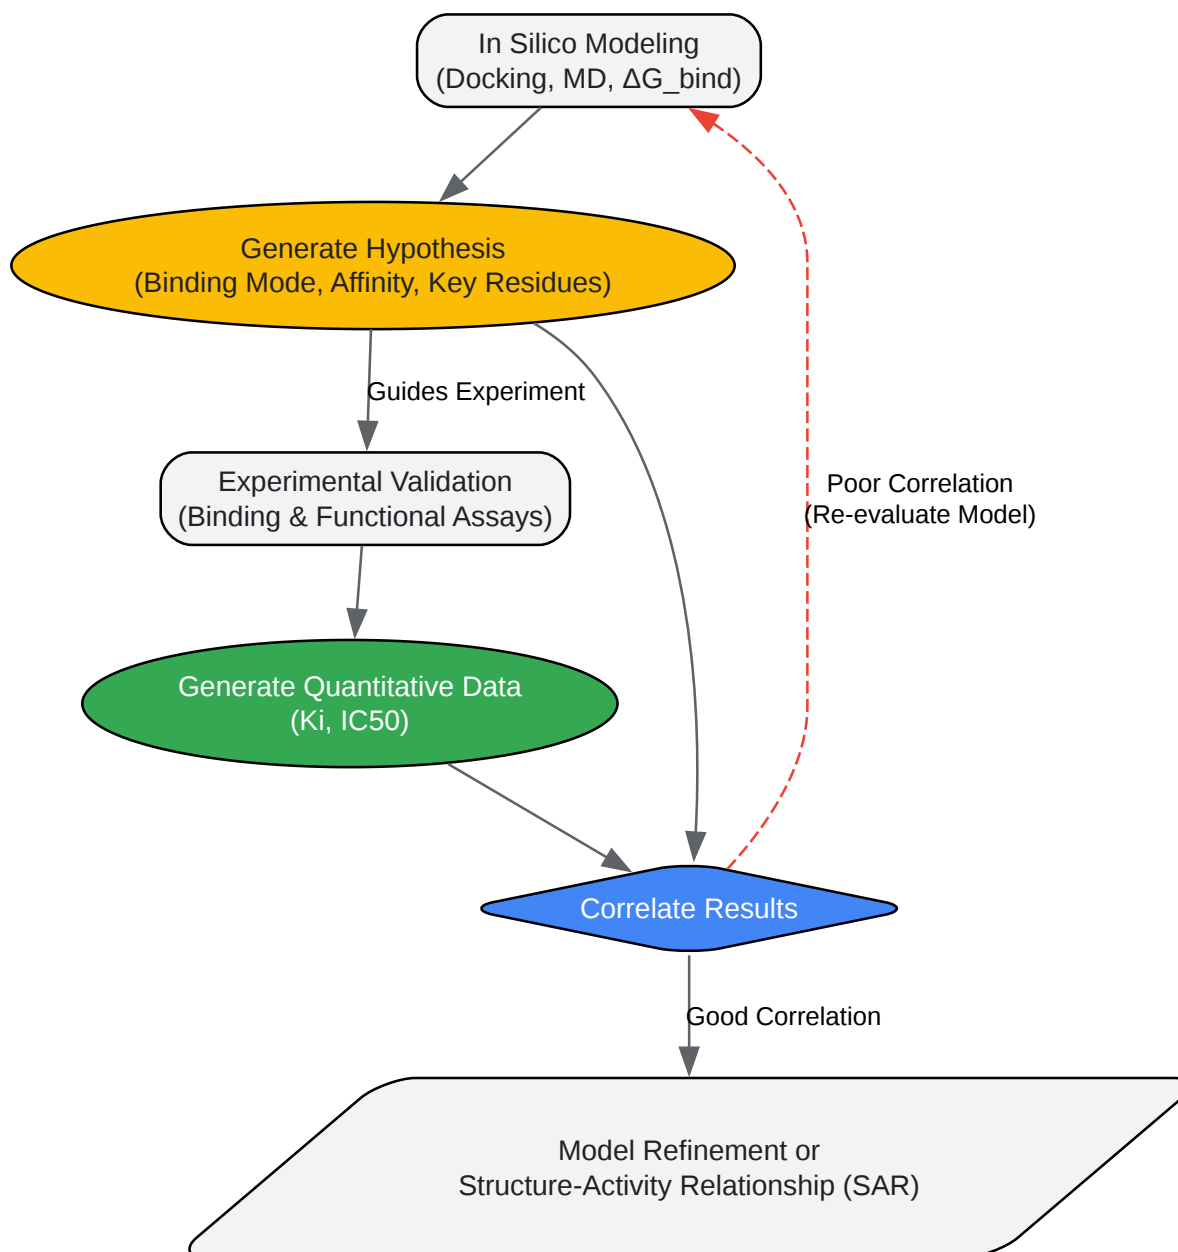 In Silico Modeling
(Docking, MD, ΔG_bind)
Generate Hypothesis
(Binding Mode, Affinity, Key Residues)
Guides Experiment
Experimental Validation
(Binding & Functional Assays)
Poor Correlation
(Re-evaluate Model)
Generate Quantitative Data
(Ki, IC50)
Correlate Results
Good Correlation
Model Refinement or
Structure-Activity Relationship (SAR)